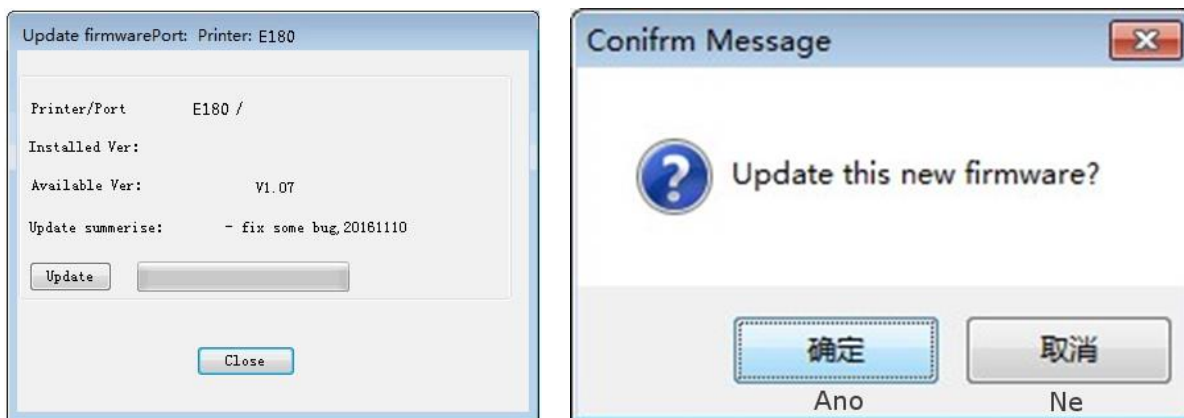 Update firmwarePort: Printer: E180
Printer/Port E180 /
Installed Ver:
Available Ver: V1.07
Update summerise: - fix some bug,20161110
Update
Close
Conifrm Message
Update this new firmware?
确定 取消
Ano Ne